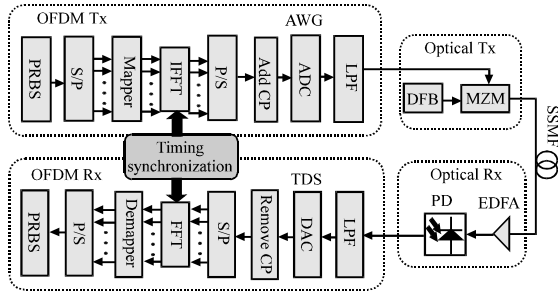 OFDM Tx
AWG
PRBS
S/P
Mapper
IFFT
P/S
Add CP
ADC
LPF
Optical Tx
DFB
MZM
SSMF
Timing
synchronization
OFDM Rx
TDS
PRBS
P/S
Demapper
FFT
S/P
Remove CP
DAC
LPF
Optical Rx
PD
EDFA